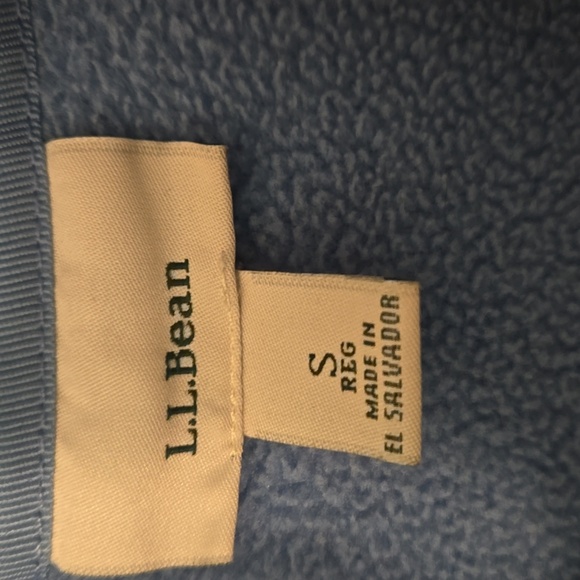 L.L.Bean
S
REG
MADE IN
EL SALVADOR